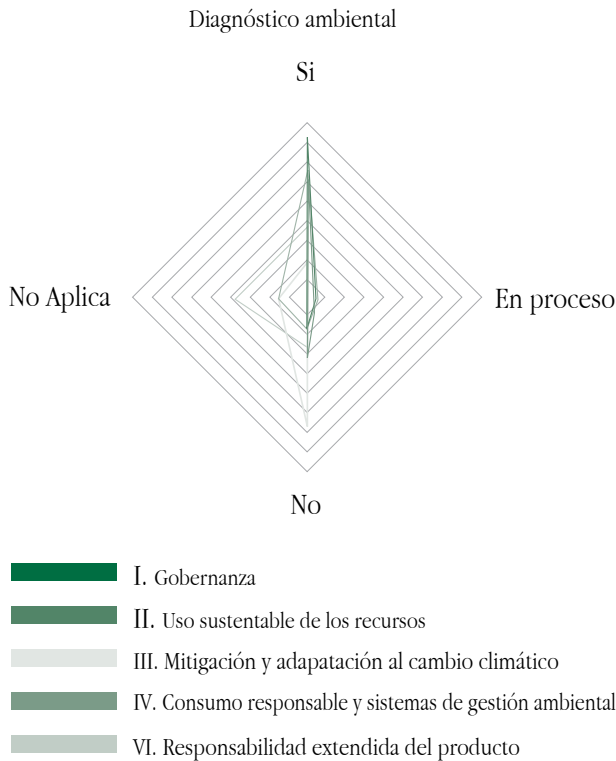 Diagnóstico ambiental
Si
No Aplica
En proceso
No
I. Gobernanza
II. Uso sustentable de los recursos
III. Mitigación y adapatación al cambio climático
IV. Consumo responsable y sistemas de gestión ambiental
VI. Responsabilidad extendida del producto